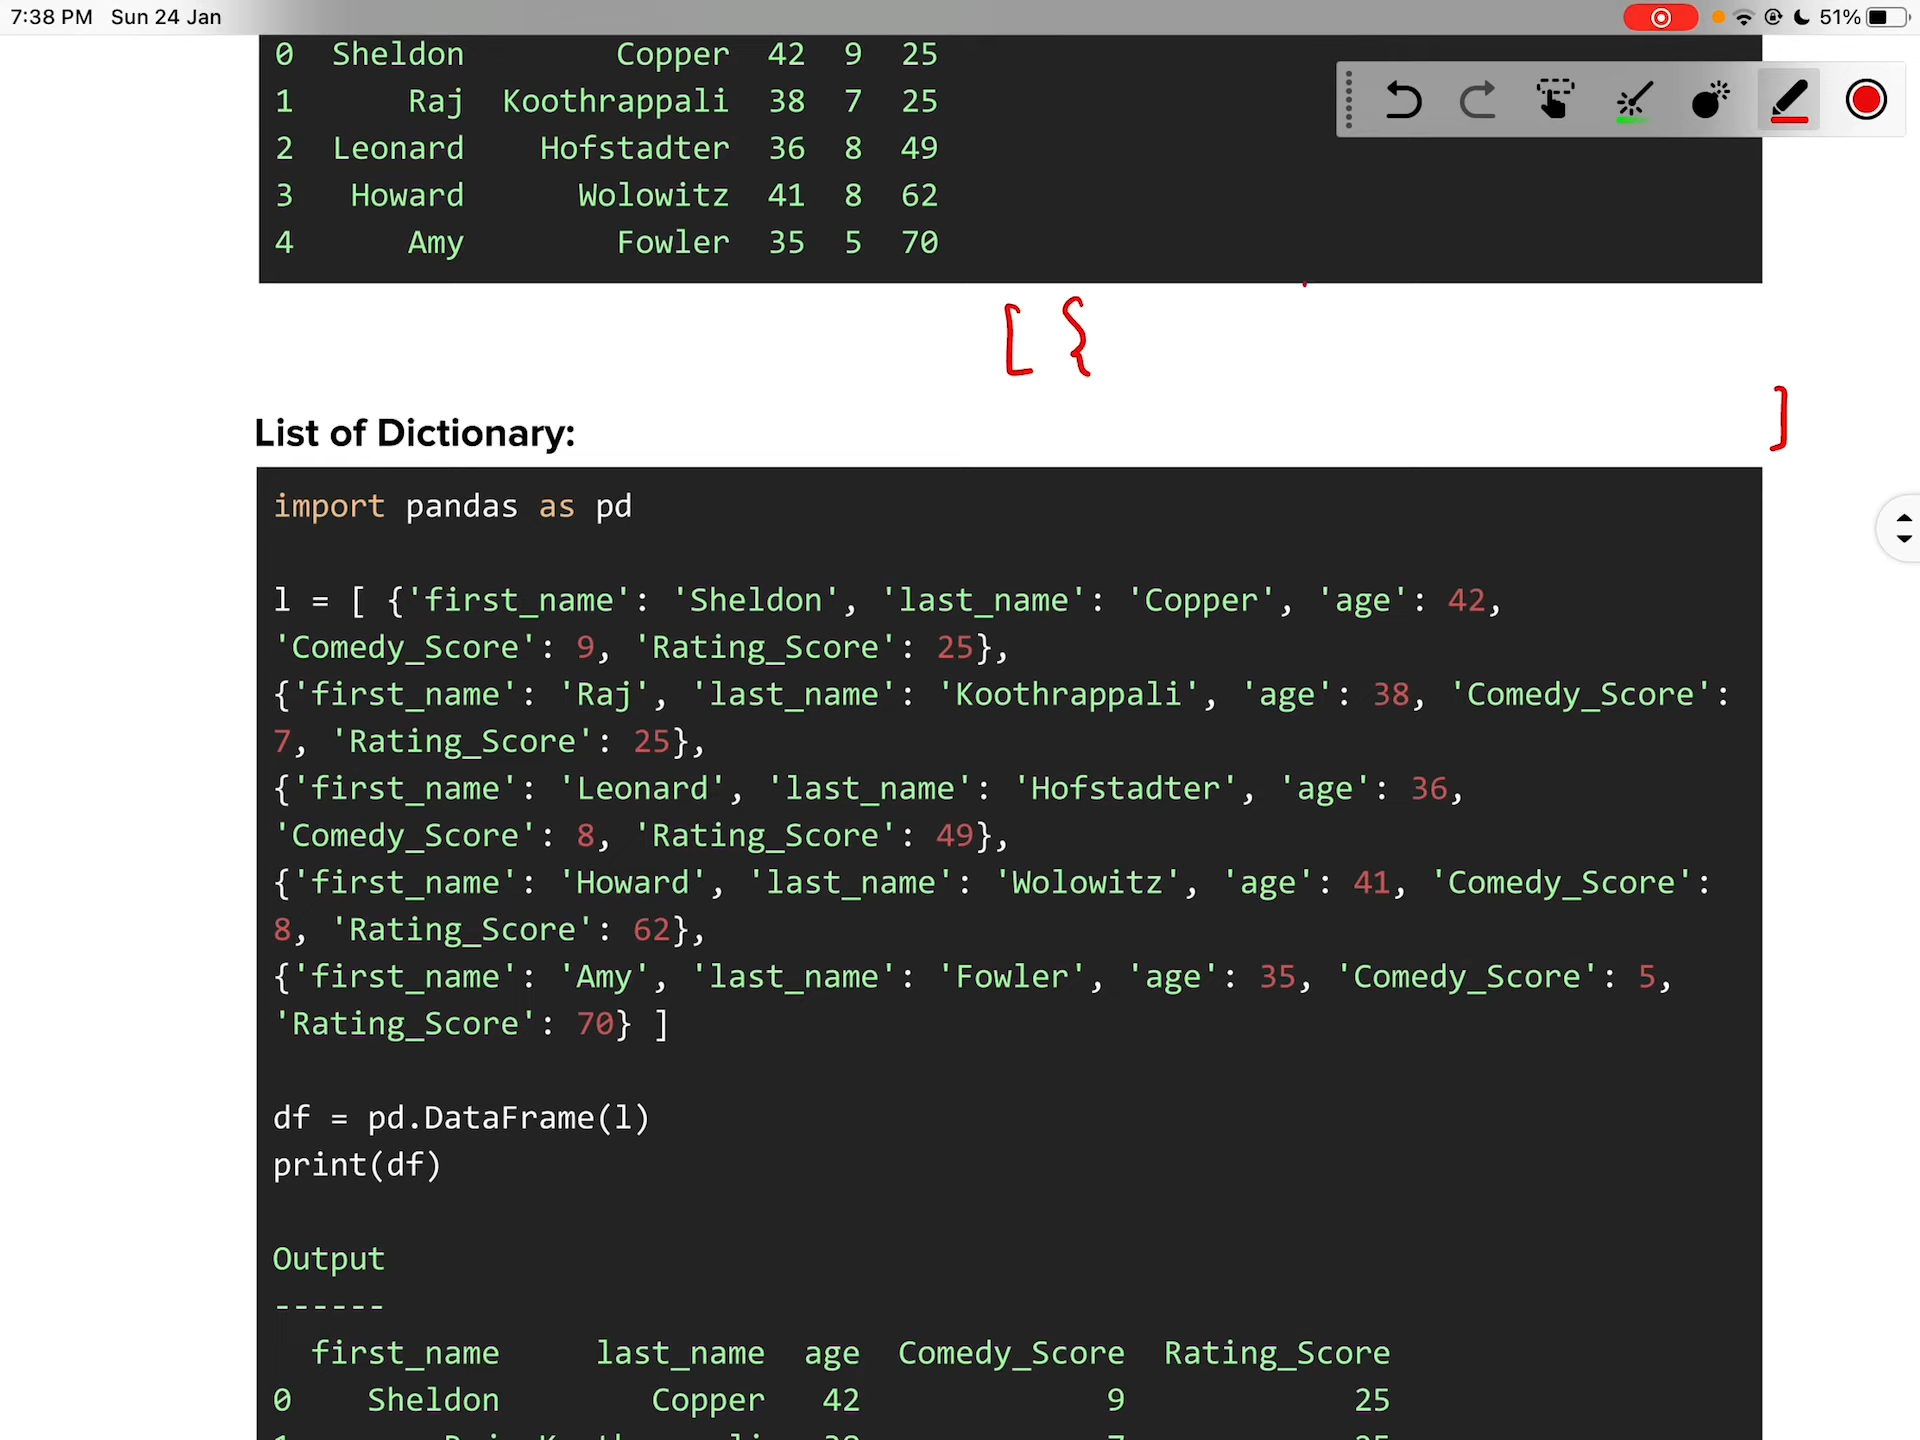 7:38 PM Sun 24 Jan 51%
0 Sheldon Copper 42 9 25
1 Raj Koothrappali 38 7 25
2 Leonard Hofstadter 36 8 49
3 Howard Wolowitz 41 8 62
4 Amy Fowler 35 5 70
[ {
]
List of Dictionary:
import pandas as pd
l = [ {'first_name': 'Sheldon', 'last_name': 'Copper', 'age': 42,
'Comedy_Score': 9, 'Rating_Score': 25},
{'first_name': 'Raj', 'last_name': 'Koothrappali', 'age': 38, 'Comedy_Score':
7, 'Rating_Score': 25},
{'first_name': 'Leonard', 'last_name': 'Hofstadter', 'age': 36,
'Comedy_Score': 8, 'Rating_Score': 49},
{'first_name': 'Howard', 'last_name': 'Wolowitz', 'age': 41, 'Comedy_Score':
8, 'Rating_Score': 62},
{'first_name': 'Amy', 'last_name': 'Fowler', 'age': 35, 'Comedy_Score': 5,
'Rating_Score': 70} ]
df = pd.DataFrame(l)
print(df)
Output
------
first_name last_name age Comedy_Score Rating_Score
0 Sheldon Copper 42 9 25